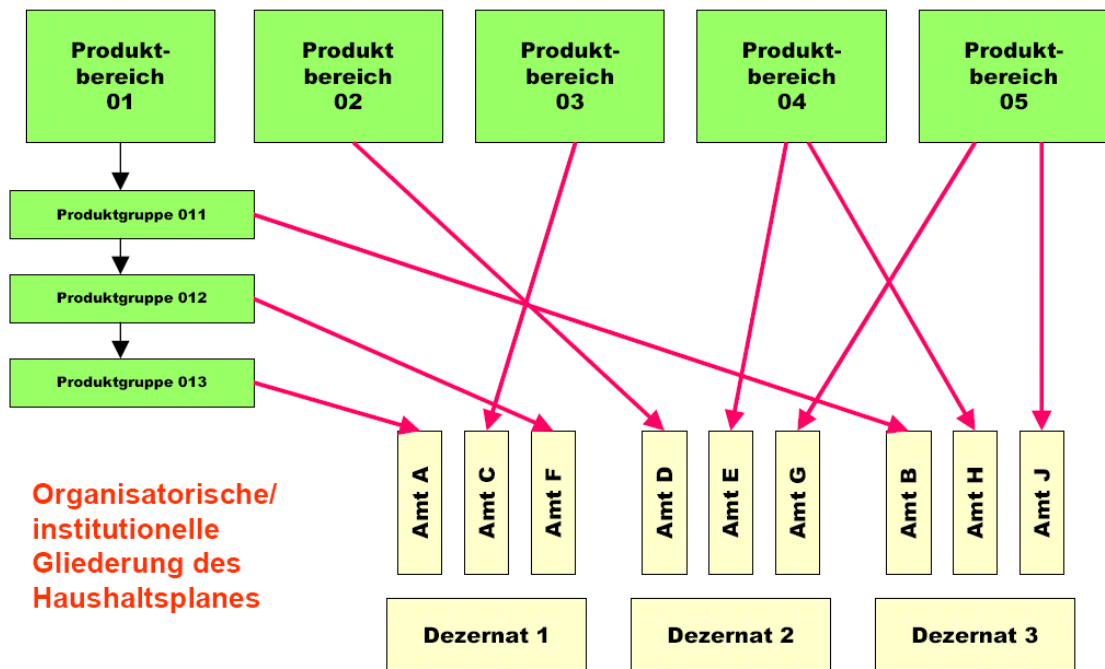 Produkt-
bereich
01
Produkt
bereich
02
Produkt-
bereich
03
Produkt-
bereich
04
Produkt-
bereich
05
Produktgruppe 011
Produktgruppe 012
Produktgruppe 013
Amt A
Amt C
Amt F
Amt D
Amt E
Amt G
Amt B
Amt H
Amt J
Organisatorische/
institutionelle
Gliederung des
Haushaltsplanes
Dezernat 1
Dezernat 2
Dezernat 3